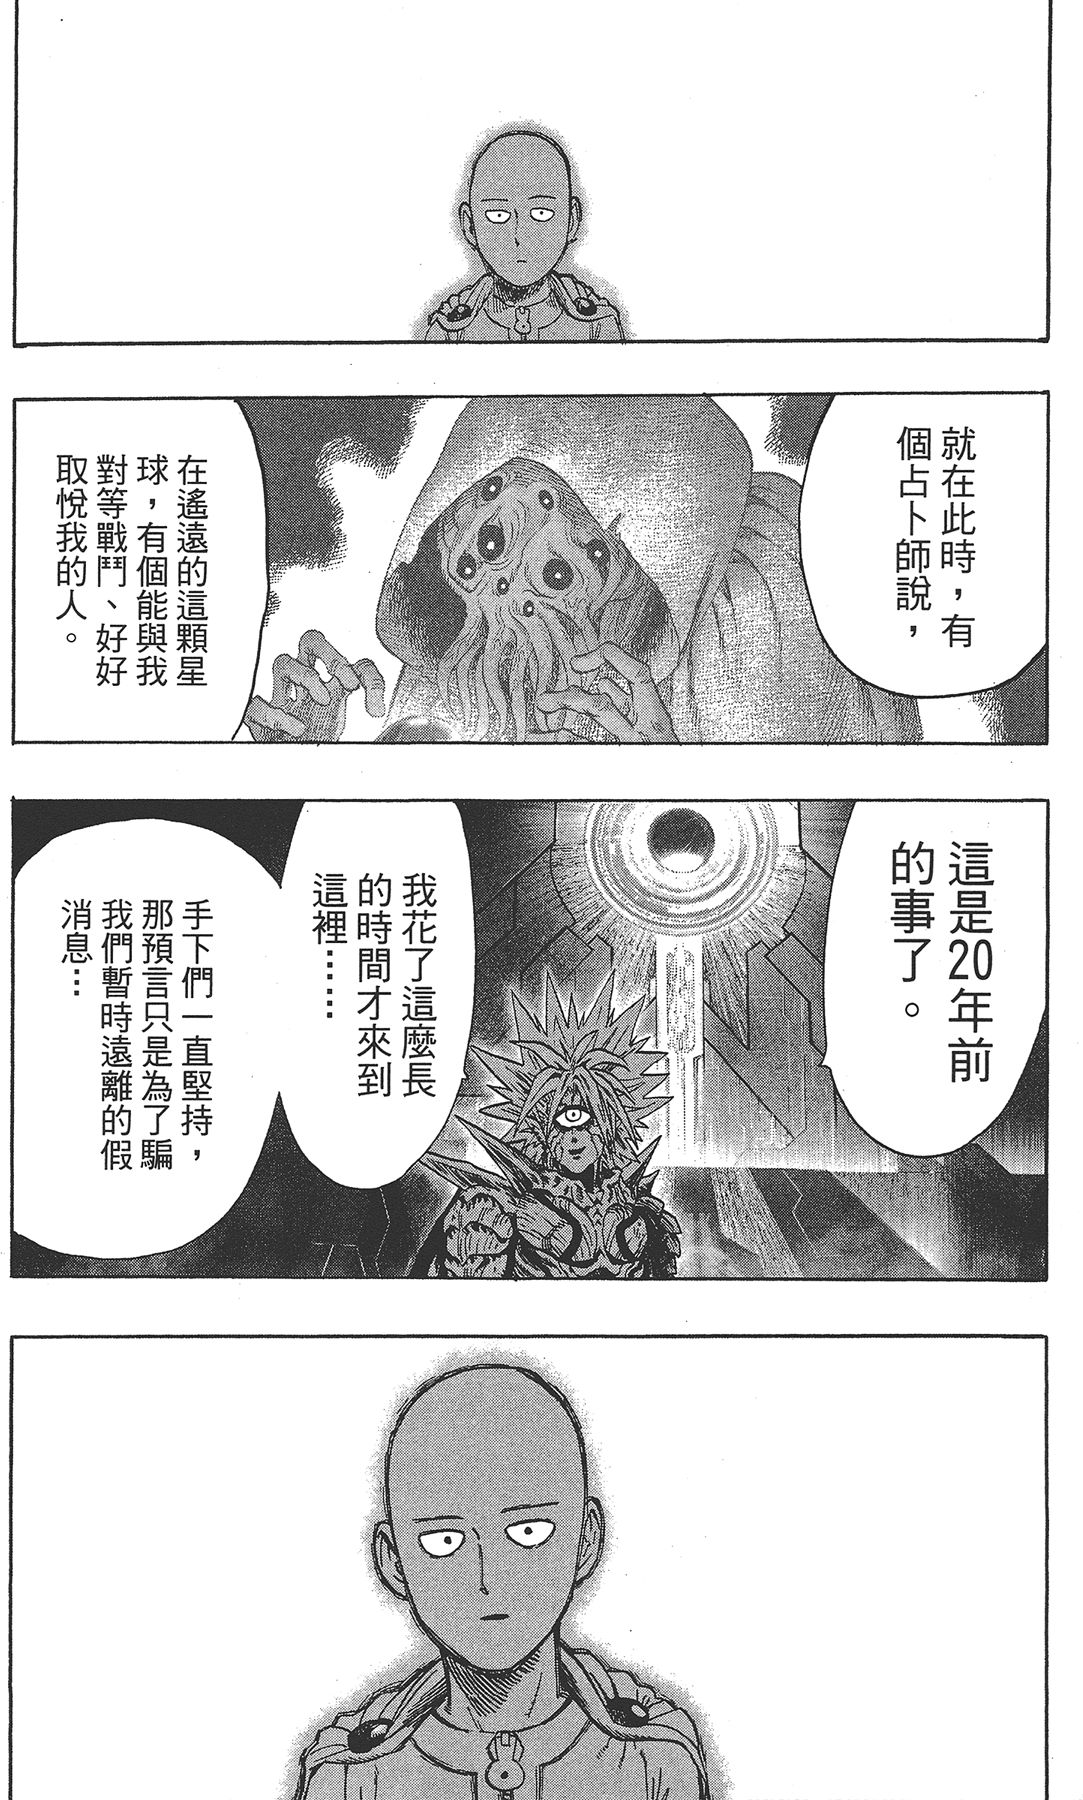 就在此時，有
個占卜師說，
在遙遠的這顆星
球，有個能與我
對等戰鬥、好好
取悅我的人。
這是20年前
的事了。
我花了這麼長
的時間才來到
這裡……
手下們一直堅持，
那預言只是為了騙
我們暫時遠離的假
消息…